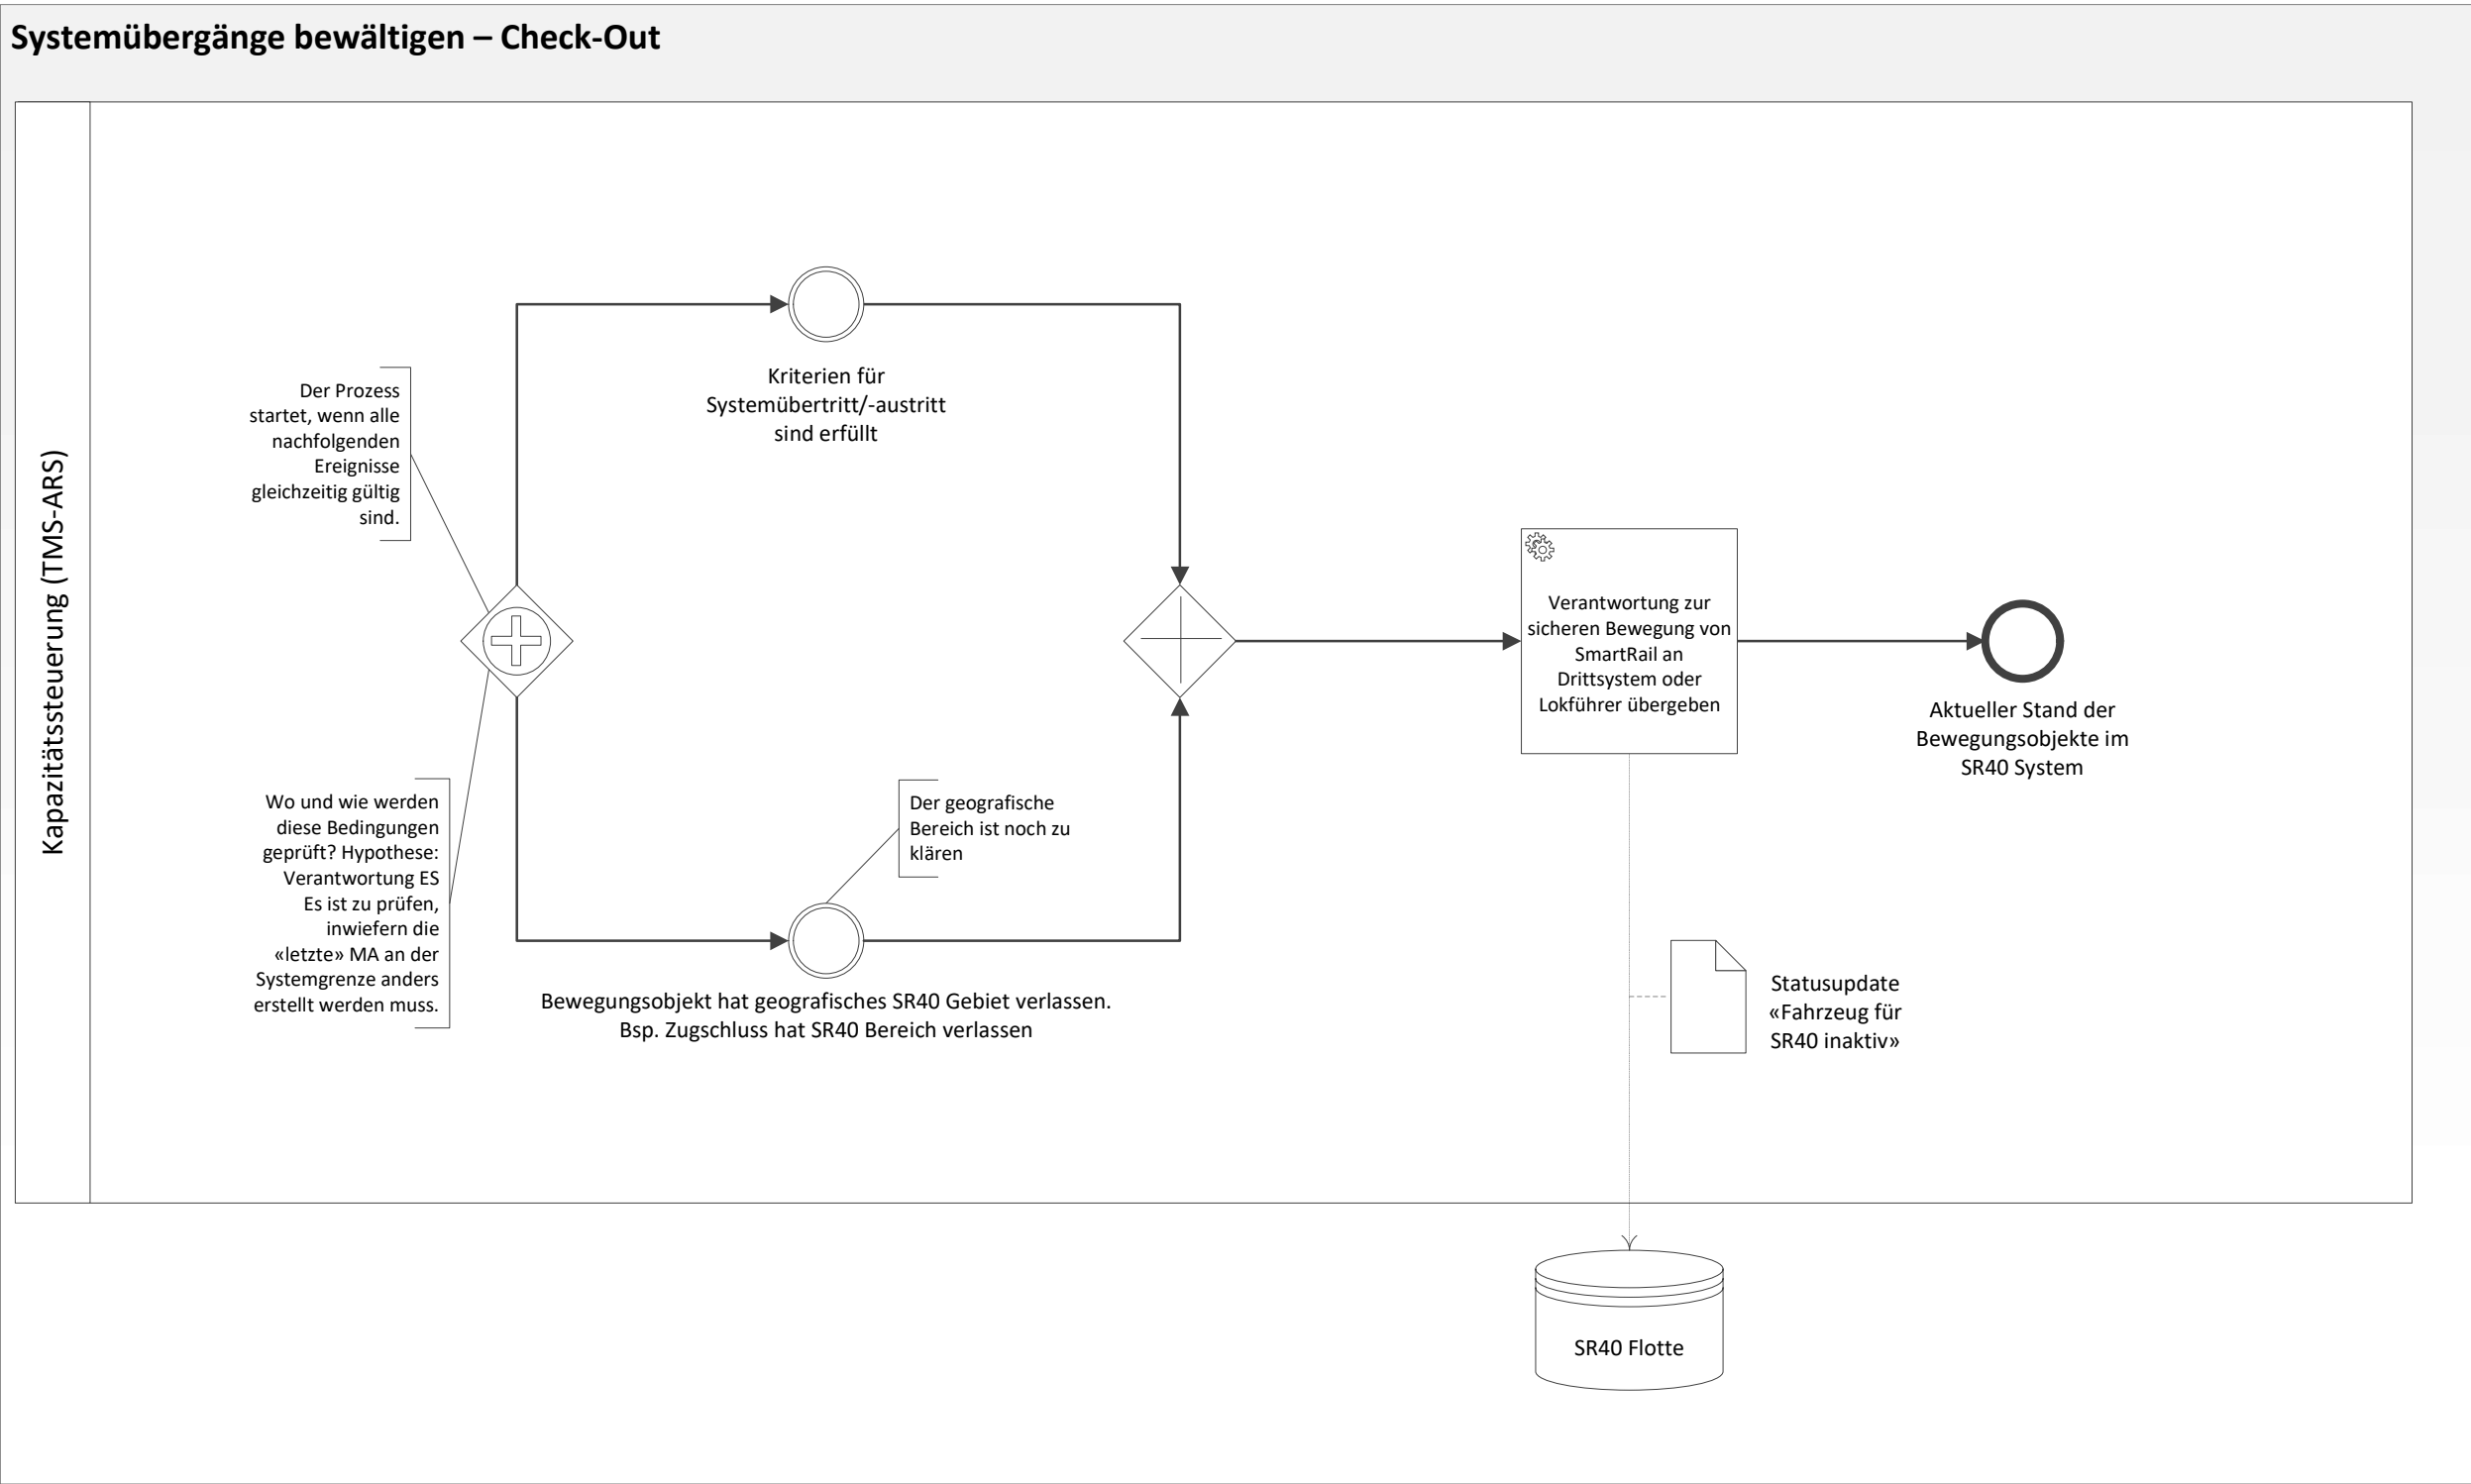 Systemübergänge bewältigen – Check-Out
Kapazitätssteuerung (TMS-ARS)
Der Prozess
startet, wenn alle
nachfolgenden
Ereignisse
gleichzeitig gültig
sind.
Kriterien für
Systemübertritt/-austritt
sind erfüllt
Wo und wie werden
diese Bedingungen
geprüft? Hypothese:
Verantwortung ES
Es ist zu prüfen,
inwiefern die
«letzte» MA an der
Systemgrenze anders
erstellt werden muss.
Der geografische
Bereich ist noch zu
klären
Bewegungsobjekt hat geografisches SR40 Gebiet verlassen.
Bsp. Zugschluss hat SR40 Bereich verlassen
Verantwortung zur
sicheren Bewegung von
SmartRail an
Drittsystem oder
Lokführer übergeben
Aktueller Stand der
Bewegungsobjekte im
SR40 System
Statusupdate
«Fahrzeug für
SR40 inaktiv»
SR40 Flotte